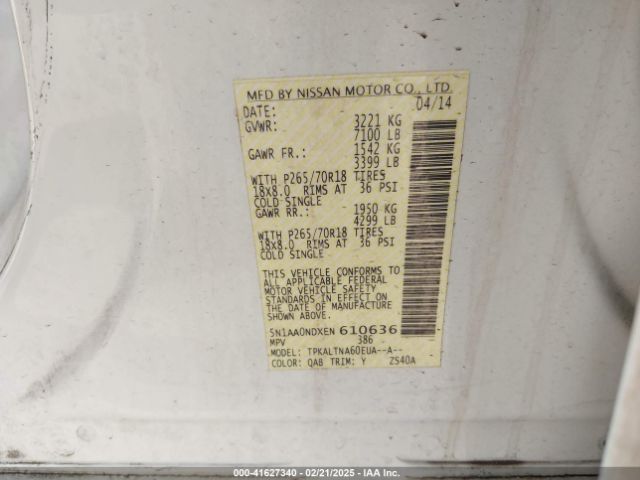 MFD BY NISSAN MOTOR CO., LTD.
DATE: 04/14
GVWR: 3221 KG
7100 LB
GAWR FR.: 1542 KG
3399 LB
WITH P265/70R18 TIRES
18x8.0 RIMS AT 36 PSI
COLD SINGLE
GAWR RR.: 1950 KG
4299 LB
WITH P265/70R18 TIRES
18x8.0 RIMS AT 36 PSI
COLD SINGLE
THIS VEHICLE CONFORMS TO
ALL APPLICABLE FEDERAL
MOTOR VEHICLE SAFETY
STANDARDS IN EFFECT ON
THE DATE OF MANUFACTURE
SHOWN ABOVE.
5N1AA0NDXEN610636
MPV 386
MODEL: TPKALTNA60EUA--A--
COLOR: QAB TRIM: Y ZS40A
000-41627340 - 02/21/2025 - IAA Inc.